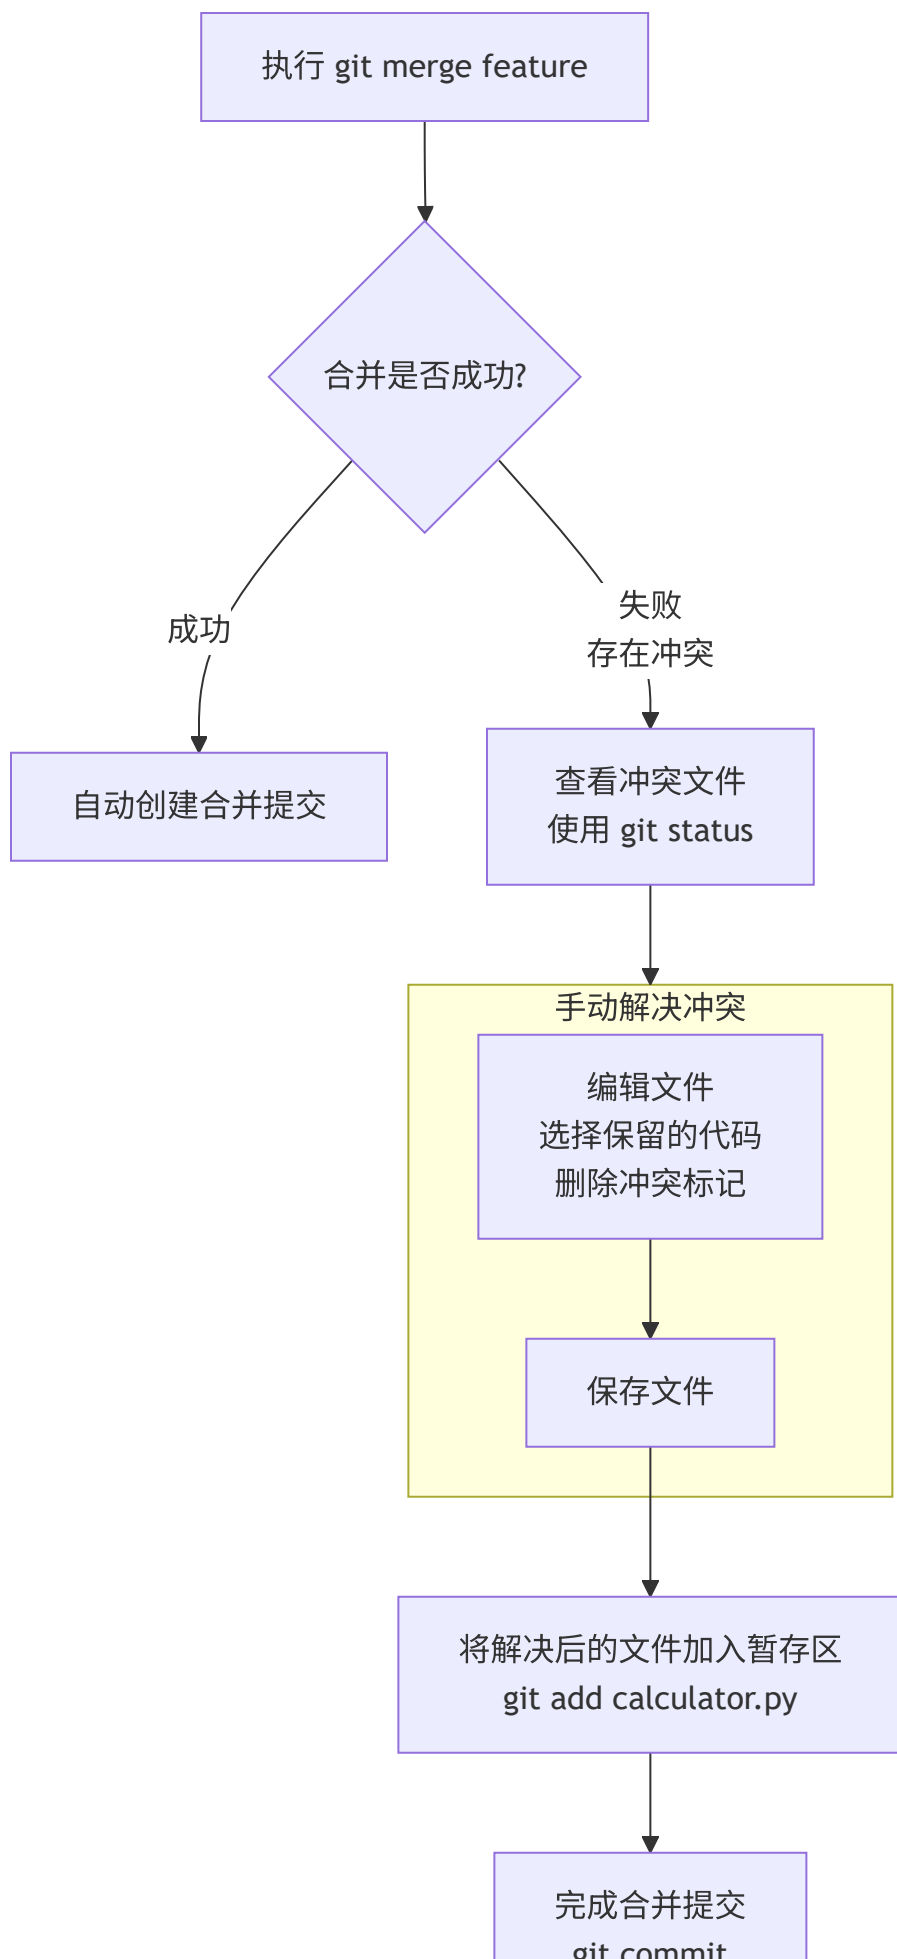 执行 git merge feature
合并是否成功?
成功
失败
存在冲突
自动创建合并提交
查看冲突文件
使用 git status
手动解决冲突
编辑文件
选择保留的代码
删除冲突标记
保存文件
将解决后的文件加入暂存区
git add calculator.py
完成合并提交
git commit